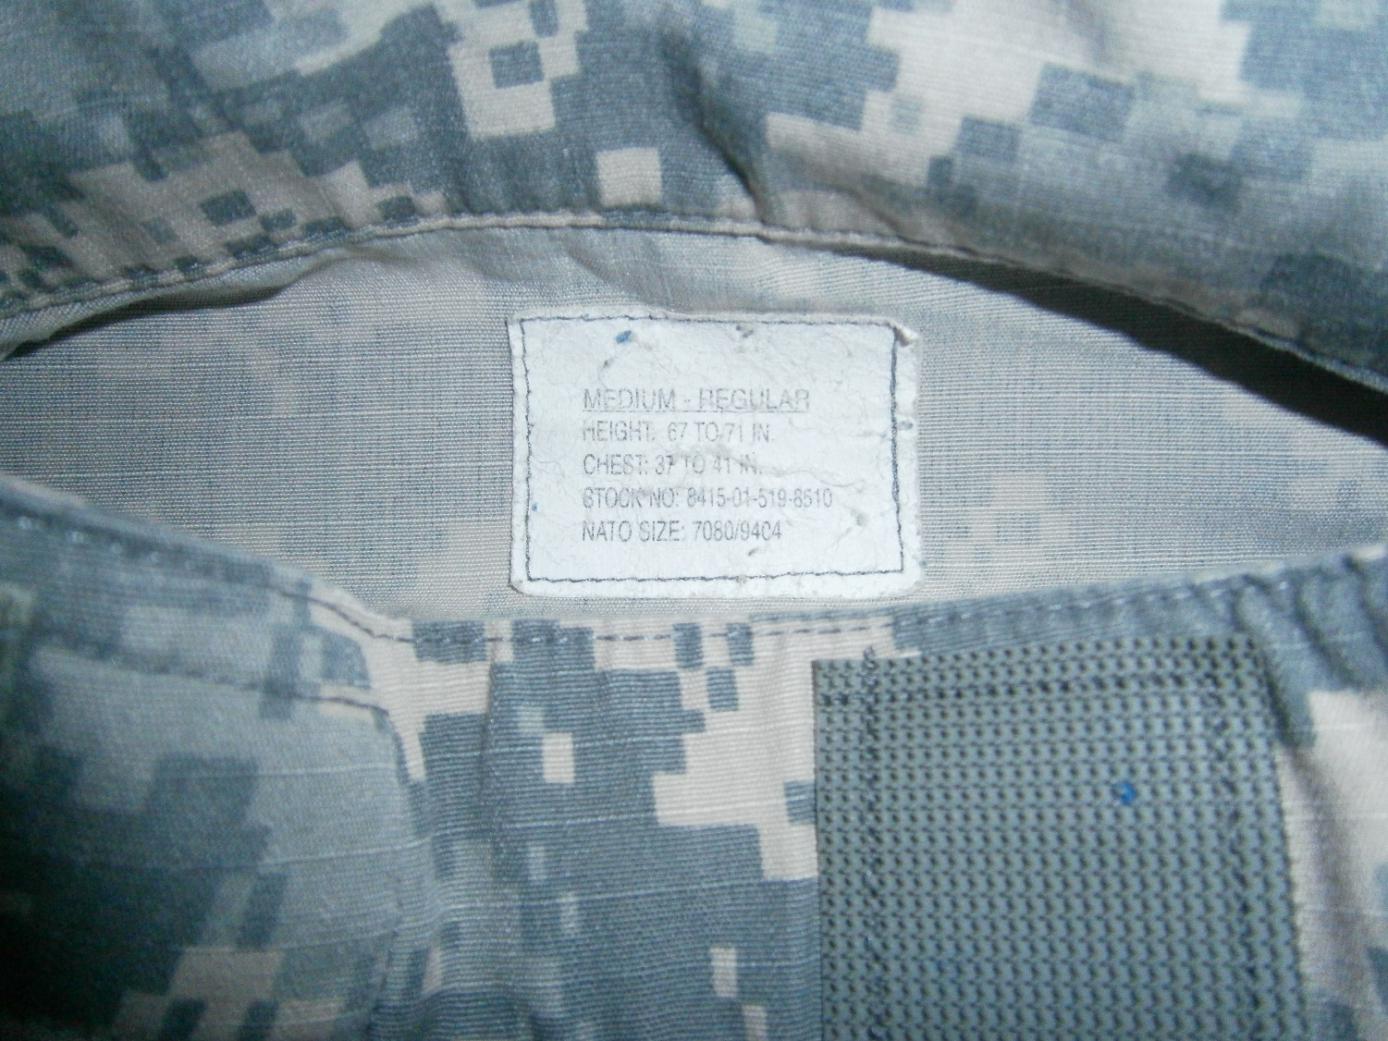 MEDIUM - REGULAR
HEIGHT: 67 TO 71 IN.
CHEST: 37 TO 41 IN.
STOCK NO: 8415-01-519-8510
NATO SIZE: 7080/9404